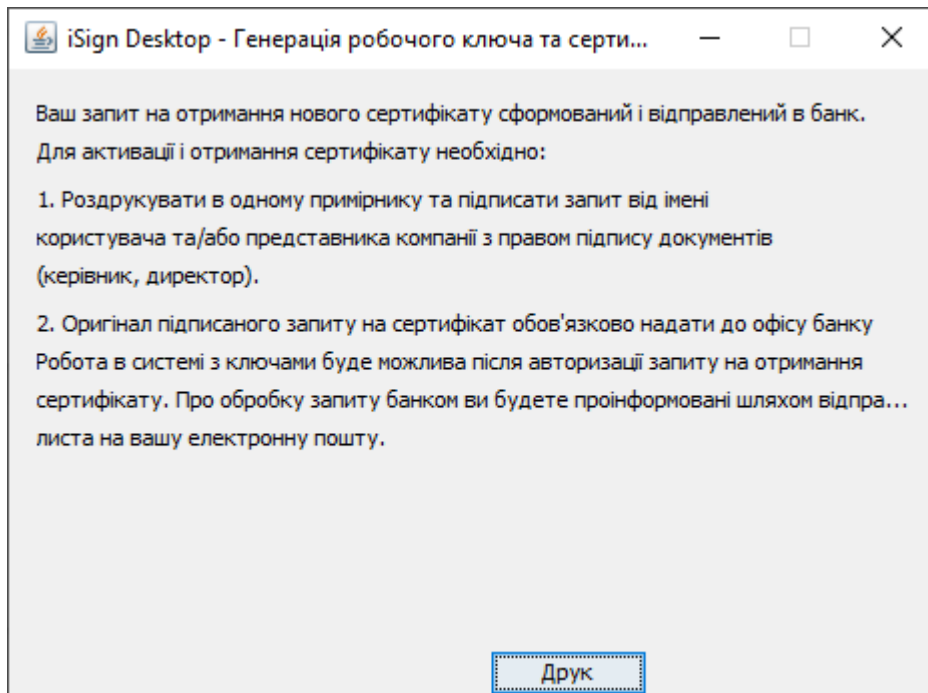 iSign Desktop - Генерація робочого ключа та серти...
Ваш запит на отримання нового сертифікату сформований і відправлений в банк.
Для активації і отримання сертифікату необхідно:
1. Роздрукувати в одному примірнику та підписати запит від імені
користувача та/або представника компанії з правом підпису документів
(керівник, директор).
2. Оригінал підписаного запиту на сертифікат обов'язково надати до офісу банку
Робота в системі з ключами буде можлива після авторизації запиту на отримання
сертифікату. Про обробку запиту банком ви будете проінформовані шляхом відпра...
листа на вашу електронну пошту.
Друк